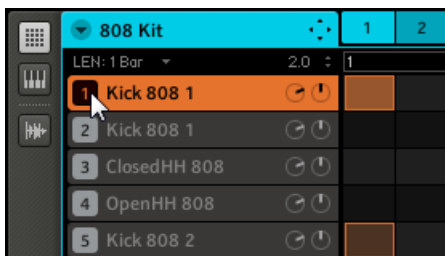 808 Kit 1 2
LEN: 1 Bar 2.0 1
1 Kick 808 1
2 Kick 808 1
3 ClosedHH 808
4 OpenHH 808
5 Kick 808 2